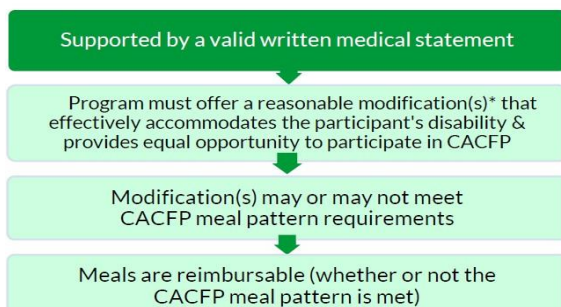 Supported by a valid written medical statement
Program must offer a reasonable modification(s)* that
effectively accommodates the participant's disability &
provides equal opportunity to participate in CACFP
Modification(s) may or may not meet
CACFP meal pattern requirements
Meals are reimbursable (whether or not the
CACFP meal pattern is met)